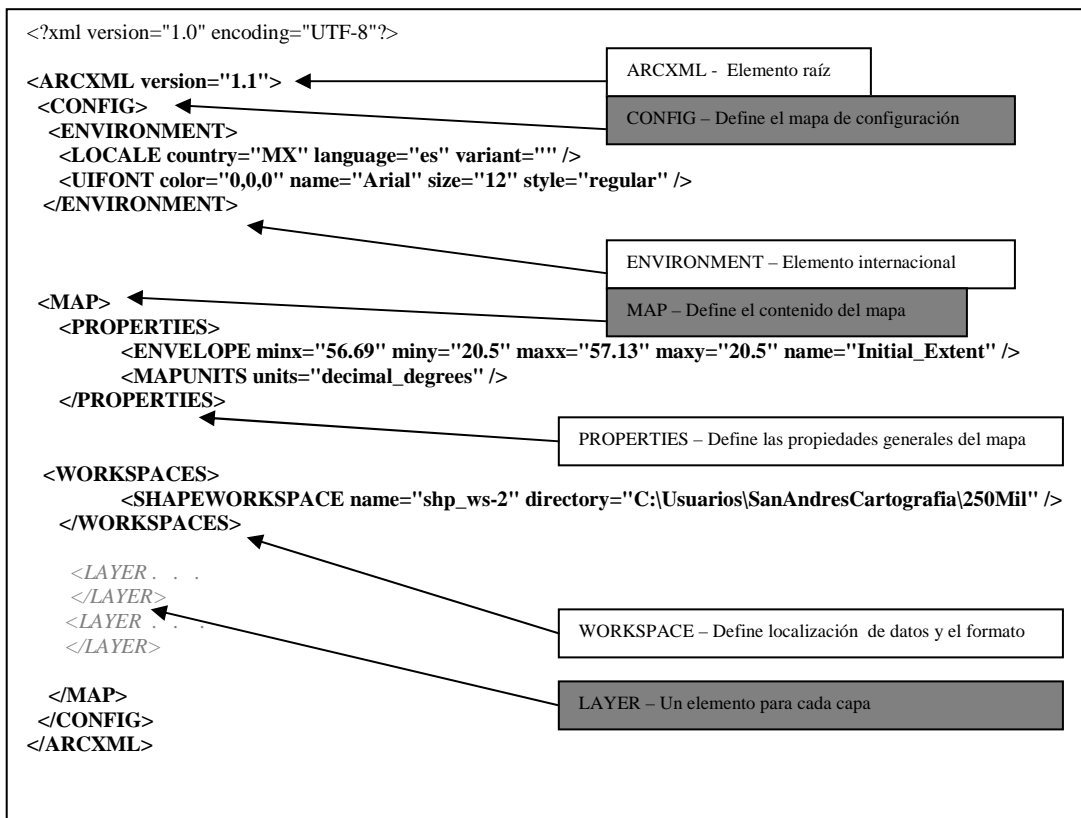 <?xml version="1.0" encoding="UTF-8"?>
<ARCXML version="1.1">
ARCXML - Elemento raíz
<CONFIG>
CONFIG – Define el mapa de configuración
<ENVIRONMENT>
<LOCALE country="MX" language="es" variant="" />
<UIFONT color="0,0,0" name="Arial" size="12" style="regular" />
</ENVIRONMENT>
ENVIRONMENT – Elemento internacional
<MAP>
MAP – Define el contenido del mapa
<PROPERTIES>
<ENVELOPE minx="56.69" miny="20.5" maxx="57.13" maxy="20.5" name="Initial_Extent" />
<MAPUNITS units="decimal_degrees" />
</PROPERTIES>
PROPERTIES – Define las propiedades generales del mapa
<WORKSPACES>
<SHAPEWORKSPACE name="shp_ws-2" directory="C:\Usuarios\SanAndresCartografia\250Mil" />
</WORKSPACES>
<LAYER . . .
</LAYER>
<LAYER . . .
</LAYER>
WORKSPACE – Define localización de datos y el formato
</MAP>
LAYER – Un elemento para cada capa
</CONFIG>
</ARCXML>